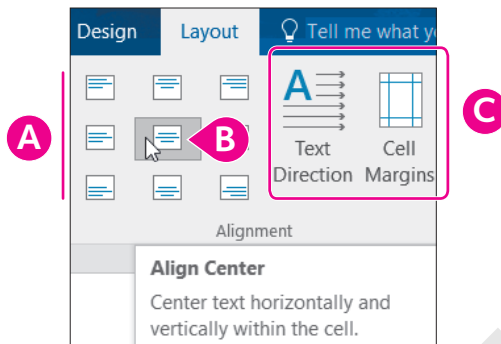 Design Layout Tell me what
A
B
C
Text Direction
Cell Margins
Alignment
Align Center
Center text horizontally and
vertically within the cell.